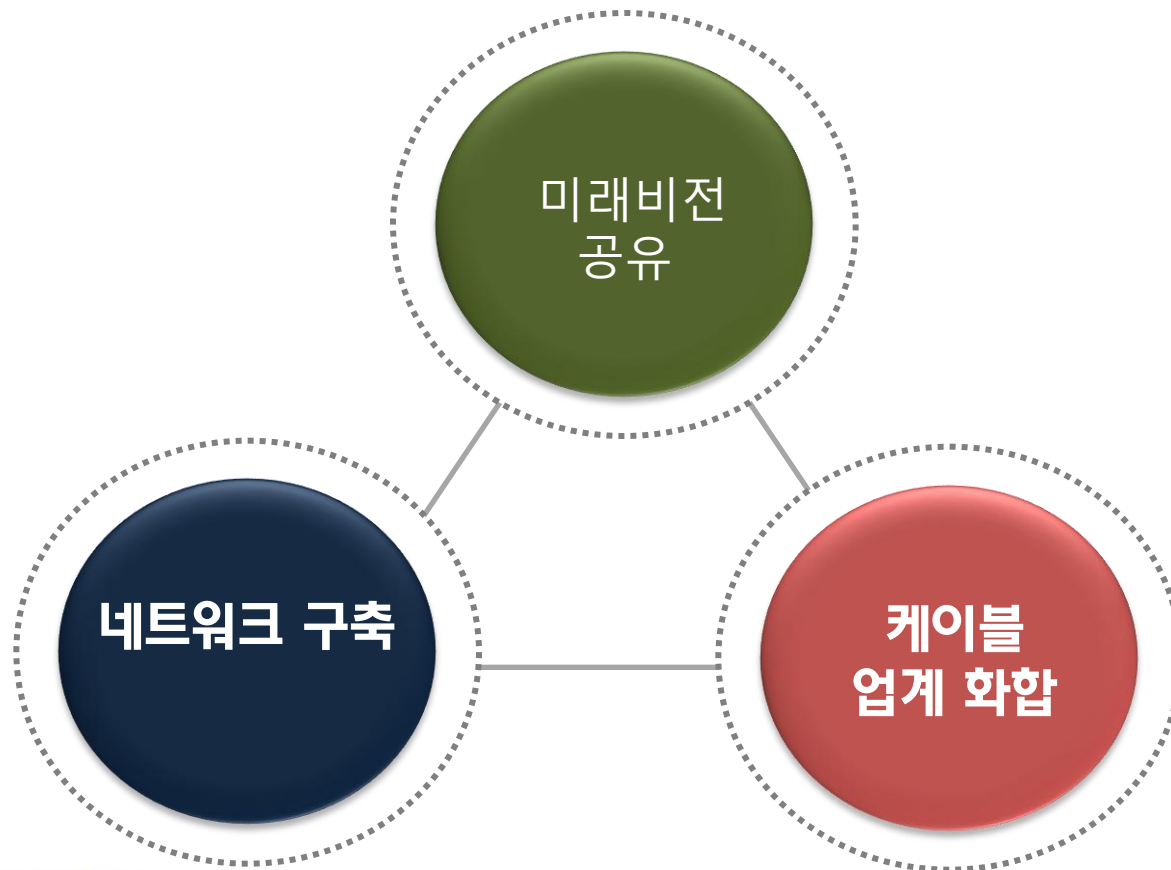 미래비전
공유
네트워크 구축
케이블
업계 화합